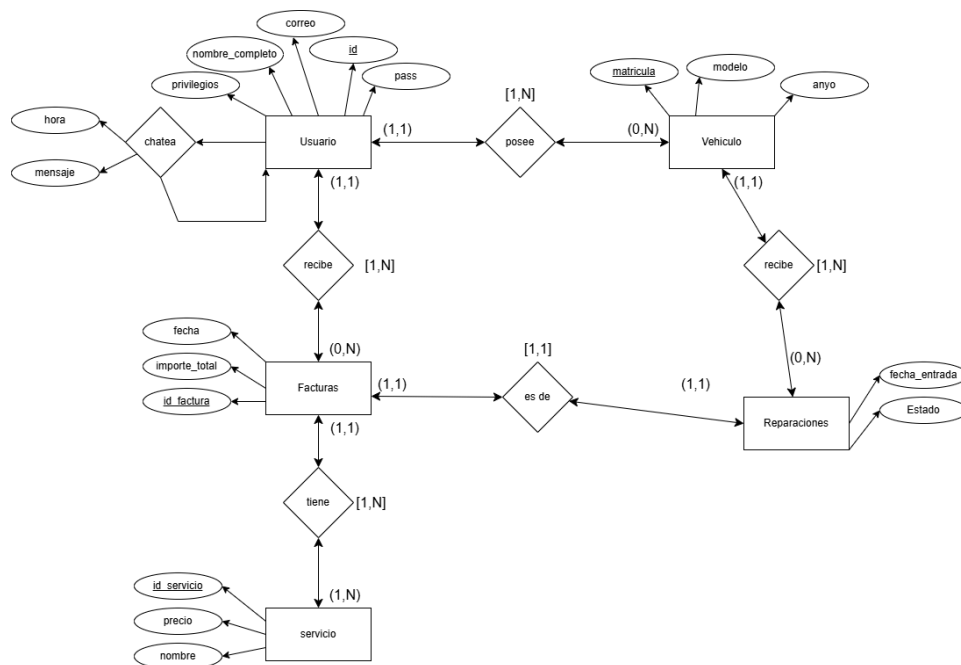 correo
nombre_completo
id
pass
privilegios
matricula
modelo
anyo
hora
chatea
mensaje
Usuario
(1,1)
[1,N]
posee
(0,N)
Vehiculo
(1,1)
(1,1)
recibe
[1,N]
recibe
[1,N]
(0,N)
fecha
importe_total
id_factura
Facturas
(1,1)
(1,1)
[1,1]
es de
(1,1)
(0,N)
Reparaciones
fecha_entrada
Estado
tiene
[1,N]
(1,N)
id_servicio
precio
nombre
servicio